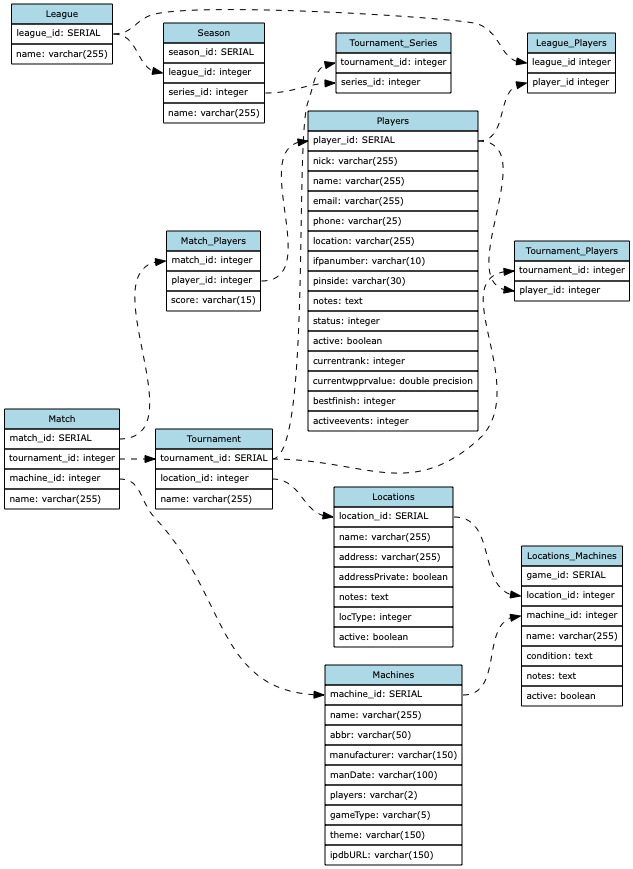 League
league_id: SERIAL
name: varchar(255)
Season
season_id: SERIAL
league_id: integer
series_id: integer
name: varchar(255)
Tournament_Series
tournament_id: integer
series_id: integer
League_Players
league_id integer
player_id integer
Players
player_id: SERIAL
nick: varchar(255)
name: varchar(255)
email: varchar(255)
phone: varchar(25)
location: varchar(255)
ifpanumber: varchar(10)
pinside: varchar(30)
notes: text
status: integer
active: boolean
currentrank: integer
currentwpprvalue: double precision
bestfinish: integer
activeevents: integer
Match_Players
match_id: integer
player_id: integer
score: varchar(15)
Tournament_Players
tournament_id: integer
player_id: integer
Match
match_id: SERIAL
tournament_id: integer
machine_id: integer
name: varchar(255)
Tournament
tournament_id: SERIAL
location_id: integer
name: varchar(255)
Locations
location_id: SERIAL
name: varchar(255)
address: varchar(255)
addressPrivate: boolean
notes: text
locType: integer
active: boolean
Locations_Machines
game_id: SERIAL
location_id: integer
machine_id: integer
name: varchar(255)
condition: text
notes: text
active: boolean
Machines
machine_id: SERIAL
name: varchar(255)
abbr: varchar(50)
manufacturer: varchar(150)
manDate: varchar(100)
players: varchar(2)
gameType: varchar(5)
theme: varchar(150)
ipdbURL: varchar(150)